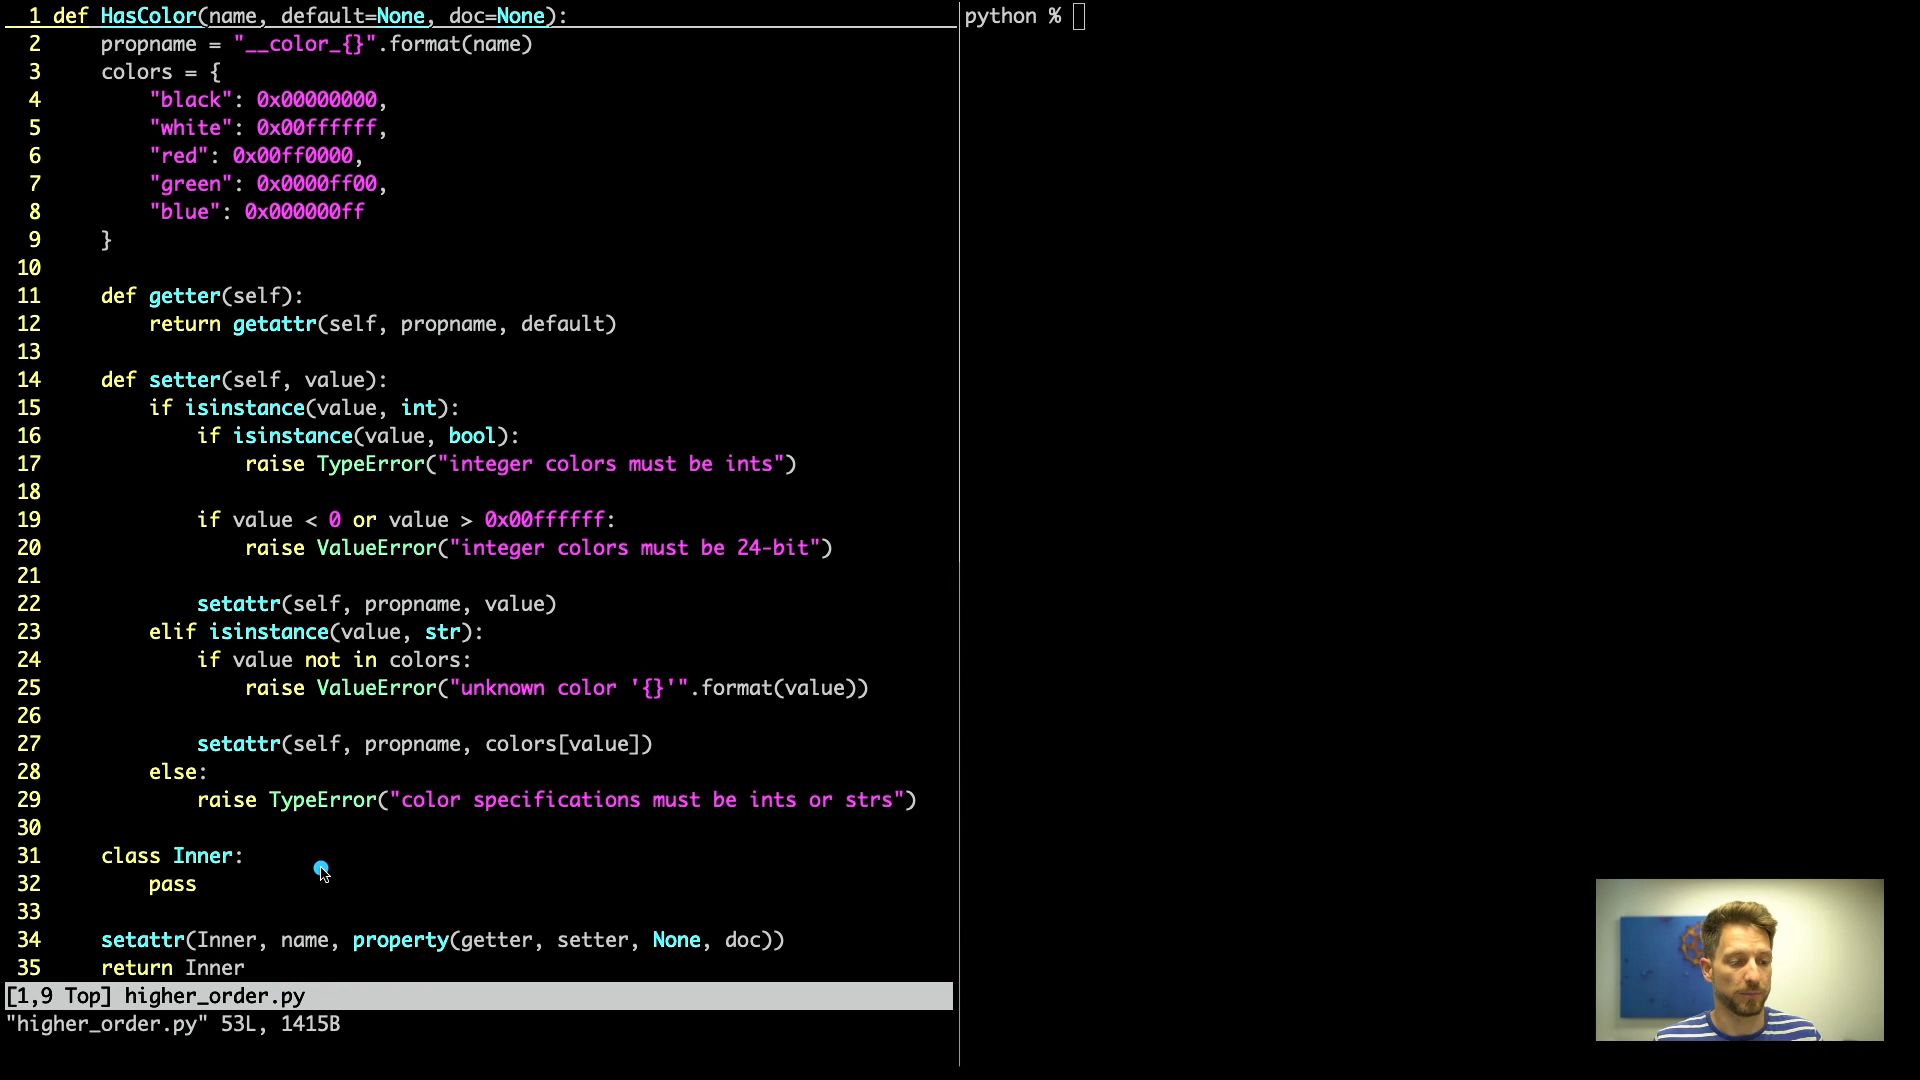 1 def HasColor(name, default=None, doc=None):
2     propname = "__color_{}".format(name)
3     colors = {
4         "black": 0x00000000,
5         "white": 0x00ffffff,
6         "red": 0x00ff0000,
7         "green": 0x0000ff00,
8         "blue": 0x000000ff
9     }
10
11     def getter(self):
12         return getattr(self, propname, default)
13
14     def setter(self, value):
15         if isinstance(value, int):
16             if isinstance(value, bool):
17                 raise TypeError("integer colors must be ints")
18
19             if value < 0 or value > 0x00ffffff:
20                 raise ValueError("integer colors must be 24-bit")
21
22             setattr(self, propname, value)
23         elif isinstance(value, str):
24             if value not in colors:
25                 raise ValueError("unknown color '{}'".format(value))
26
27             setattr(self, propname, colors[value])
28         else:
29             raise TypeError("color specifications must be ints or strs")
30
31     class Inner:
32         pass
33
34     setattr(Inner, name, property(getter, setter, None, doc))
35     return Inner
[1,9 Top] higher_order.py
"higher_order.py" 53L, 1415B
python %